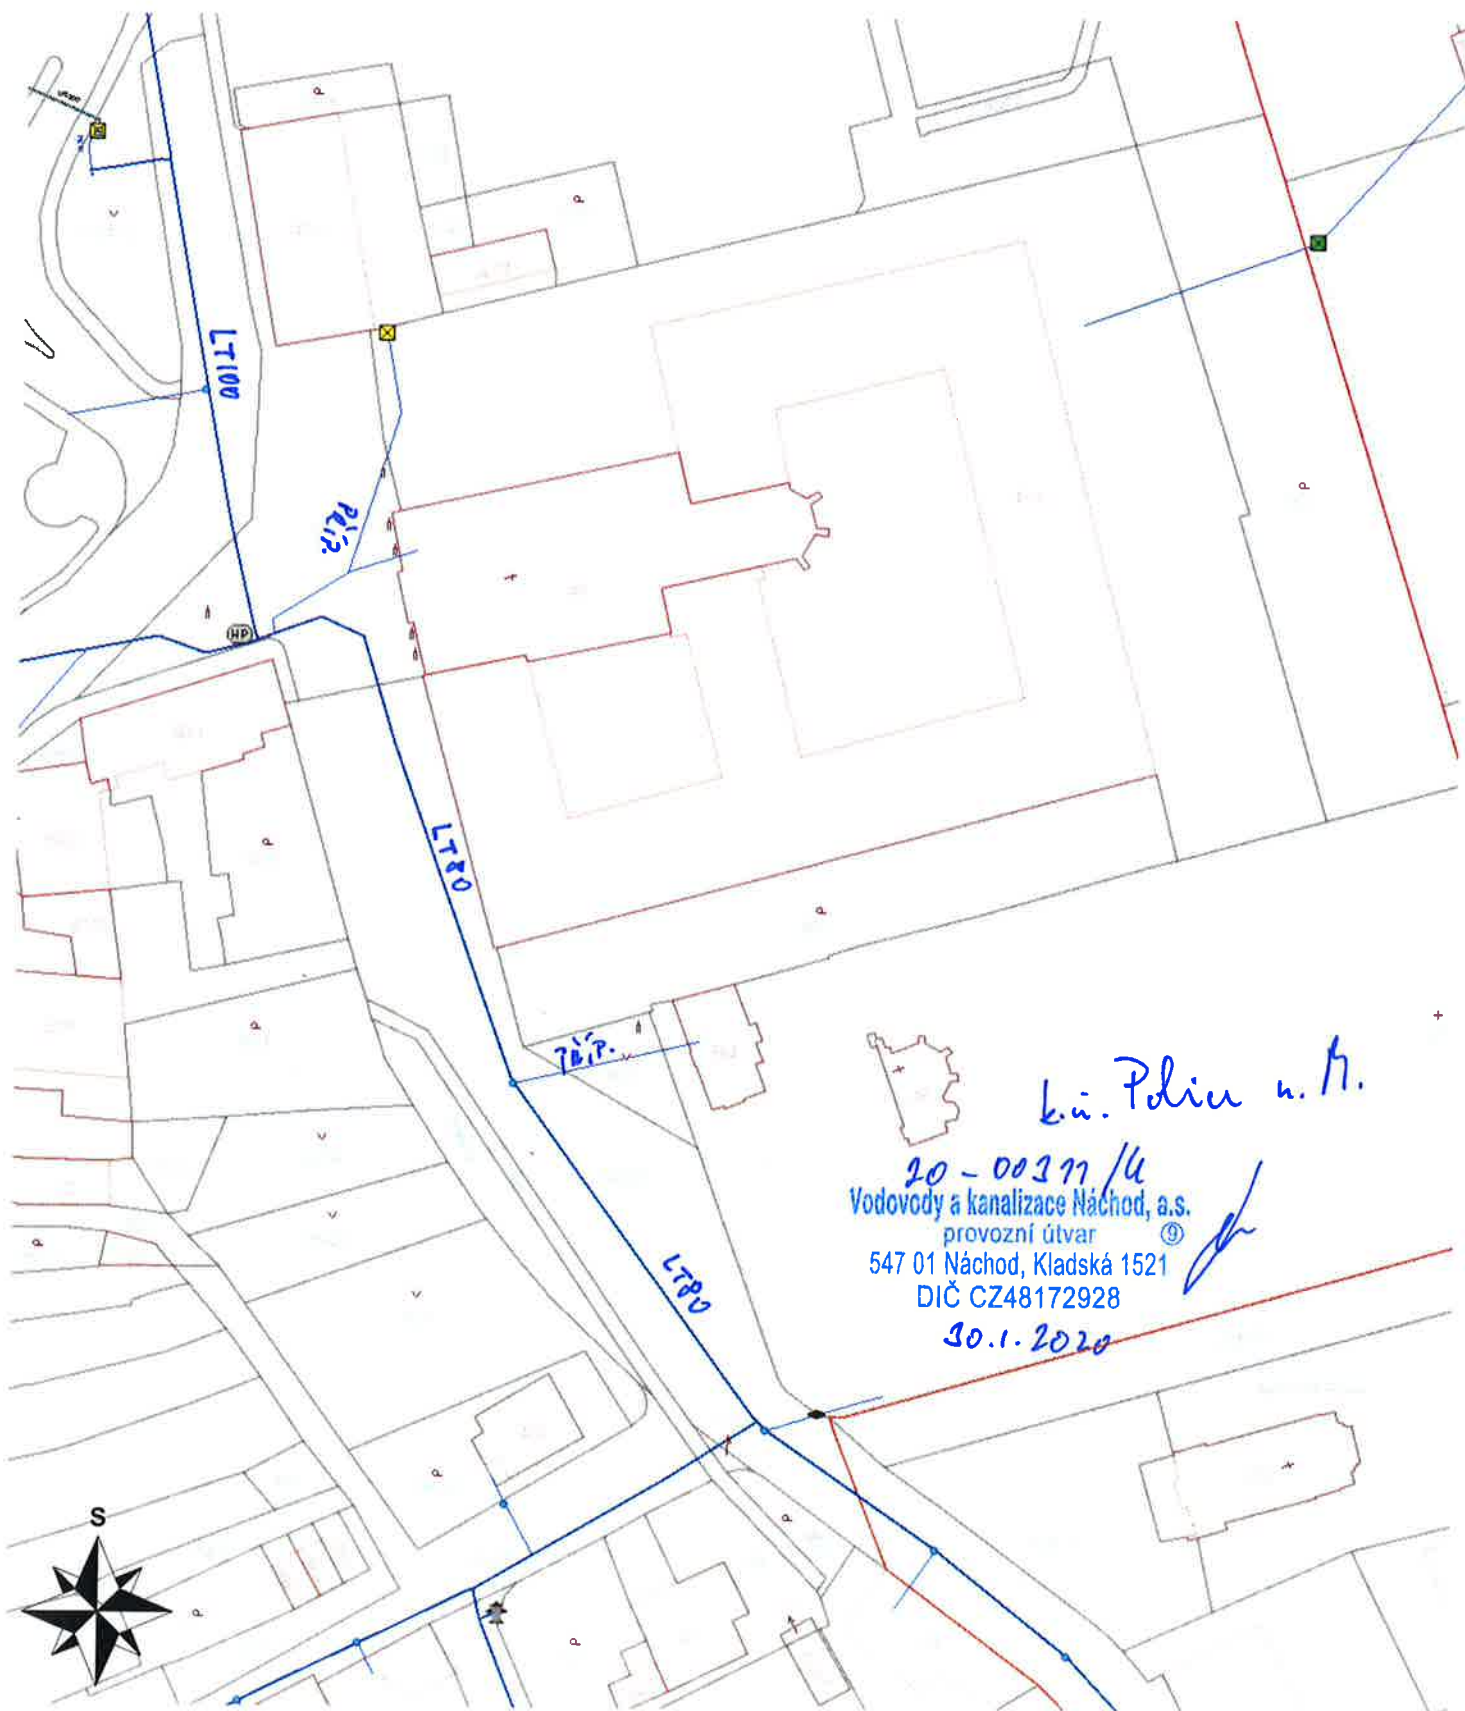 LT100
PŘÍP.
HP
LT80
PŘÍP.
k.ú. Police n. M.
20-00311/U
Vodovody a kanalizace Náchod, a.s.
provozní útvar ⑨
547 01 Náchod, Kladská 1521
DIČ CZ48172928
30.1.2020
LT80
S